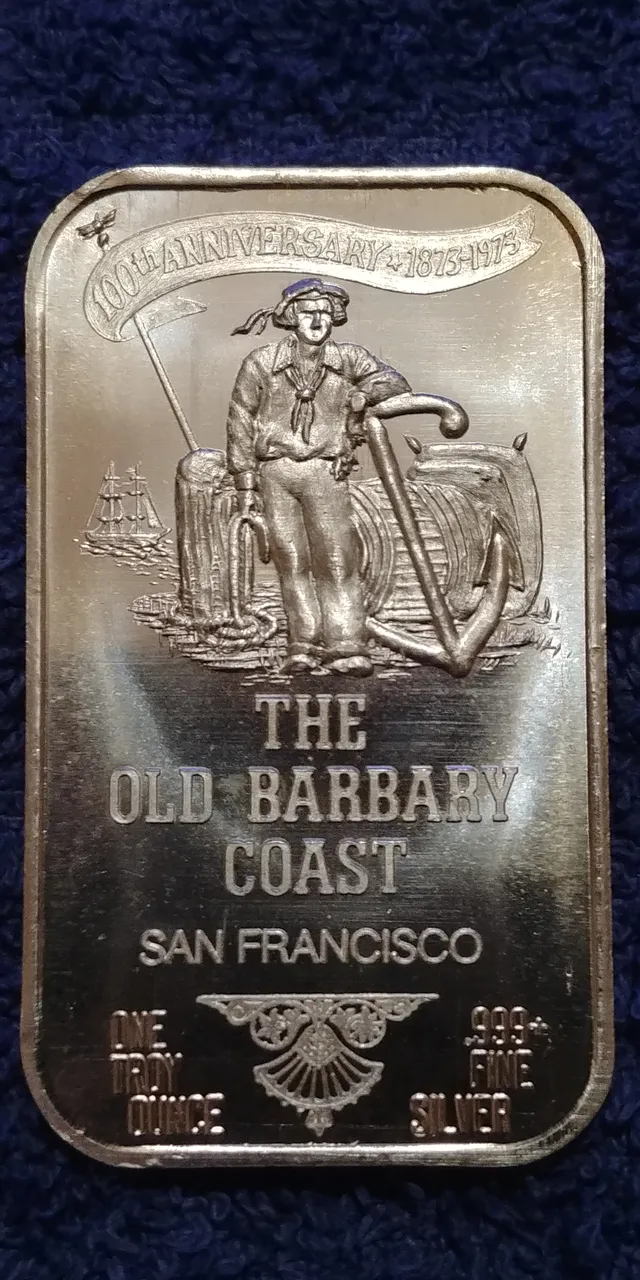 100th ANNIVERSARY + 1873-1973
THE
OLD BARBARY
COAST
SAN FRANCISCO
ONE
TROY
OUNCE
.999+
FINE
SILVER